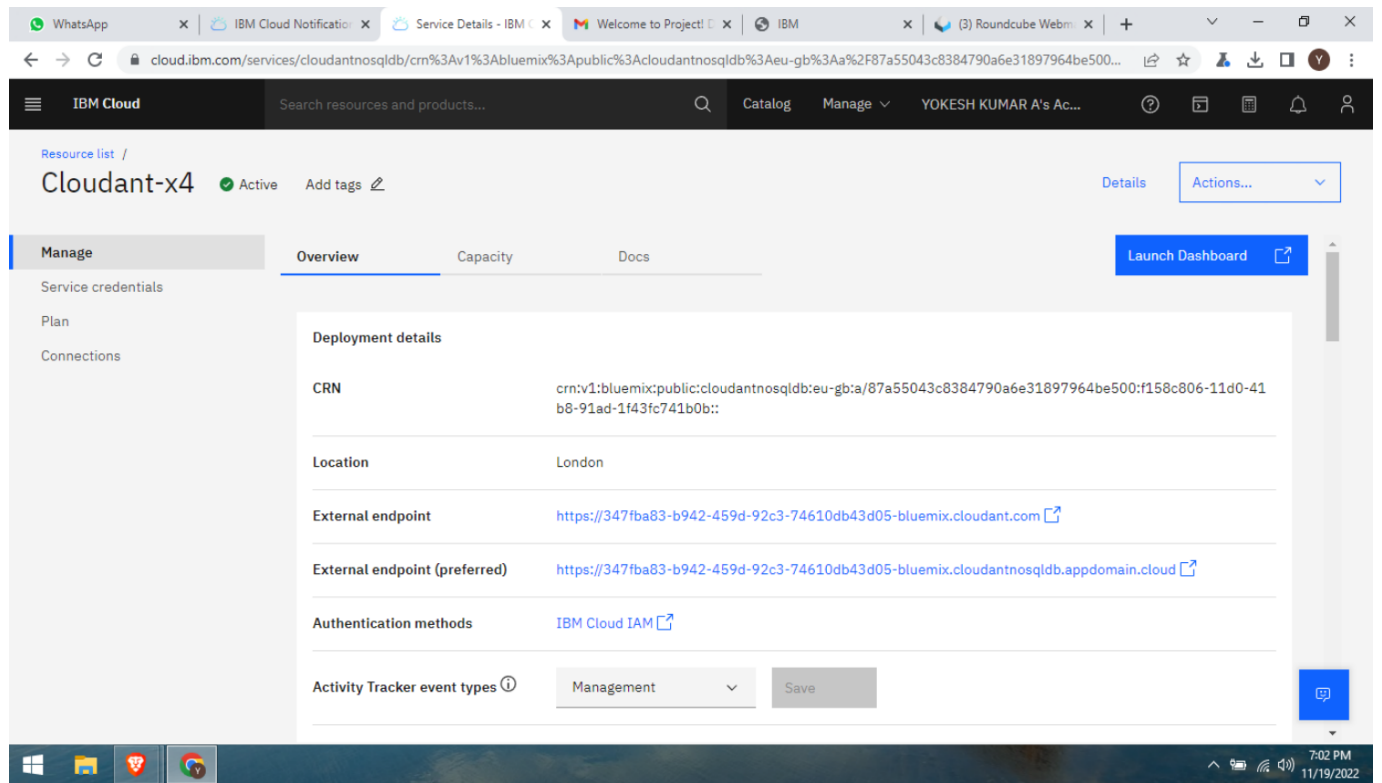 WhatsApp
IBM Cloud Notification
Service Details - IBM C
Welcome to Project! D
IBM
(3) Roundcube Webm
cloud.ibm.com/services/cloudantnosqldb/crn%3Av1%3Abluemix%3Apublic%3Acloudantnosqldb%3Aeu-gb%3Aa%2F87a55043c8384790a6e31897964be500...
Y
IBM Cloud
Search resources and products...
Catalog
Manage
YOKESH KUMAR A's Ac...
Resource list /
Cloudant-x4
Active
Add tags
Details
Actions...
Manage
Service credentials
Plan
Connections
Overview
Capacity
Docs
Launch Dashboard
Deployment details
CRN
crn:v1:bluemix:public:cloudantnosqldb:eu-gb:a/87a55043c8384790a6e31897964be500:f158c806-11d0-41
b8-91ad-1f43fc741b0b::
Location
London
External endpoint
https://347fba83-b942-459d-92c3-74610db43d05-bluemix.cloudant.com
External endpoint (preferred)
https://347fba83-b942-459d-92c3-74610db43d05-bluemix.cloudantnosqldb.appdomain.cloud
Authentication methods
IBM Cloud IAM
Activity Tracker event types
Management
Save
7:02 PM
11/19/2022